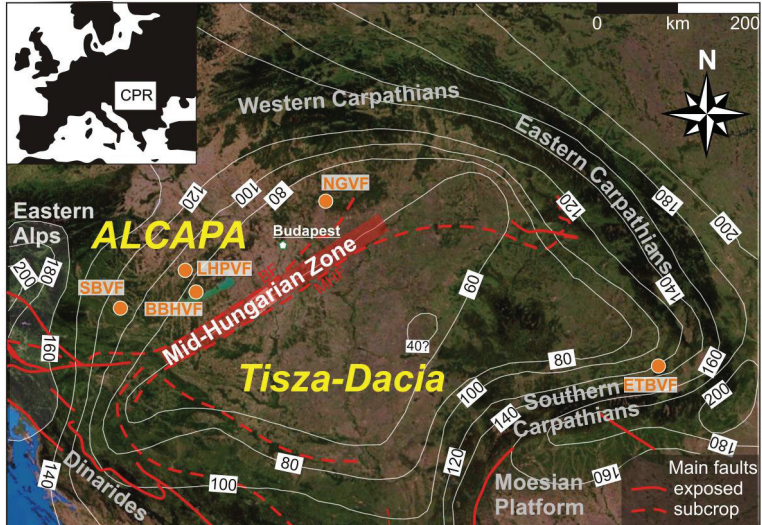 0 km 200
N
CPR
Western Carpathians
Eastern Carpathians
120
100
80
NGVF
120
180
200
Eastern
Alps
ALCAPA
Budapest
200
180
LHPVF
SBVF
BBHVF
Mid-Hungarian Zone
60
140
160
40?
80
160
Tisza-Dacia
ETBVF
100
200
Southern
Carpathians
140
120
80
180
160
Dinarides
100
140
Moesian
Platform
Main faults
exposed
subcrop